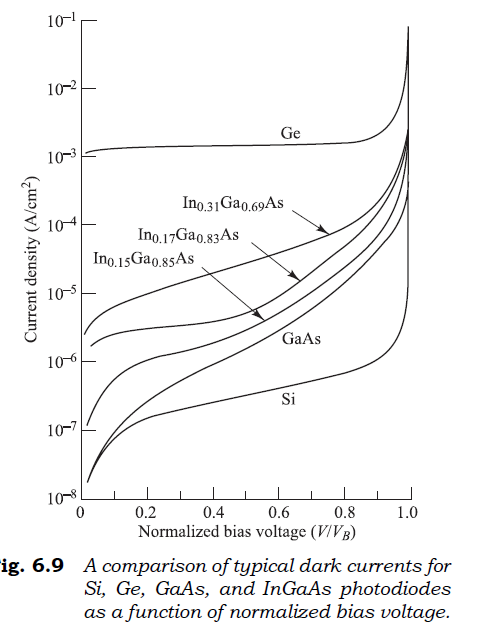 10⁻¹
10⁻²
Ge
10⁻³
In₀.₃₁Ga₀.₆₉As
10⁻⁴
In₀.₁₇Ga₀.₈₃As
In₀.₁₅Ga₀.₈₅As
10⁻⁵
GaAs
10⁻⁶
Si
10⁻⁷
10⁻⁸
Current density (A/cm²)
0 0.2 0.4 0.6 0.8 1.0
Normalized bias voltage (V/V_B)
ig. 6.9 A comparison of typical dark currents for
Si, Ge, GaAs, and InGaAs photodiodes
as a function of normalized bias voltage.